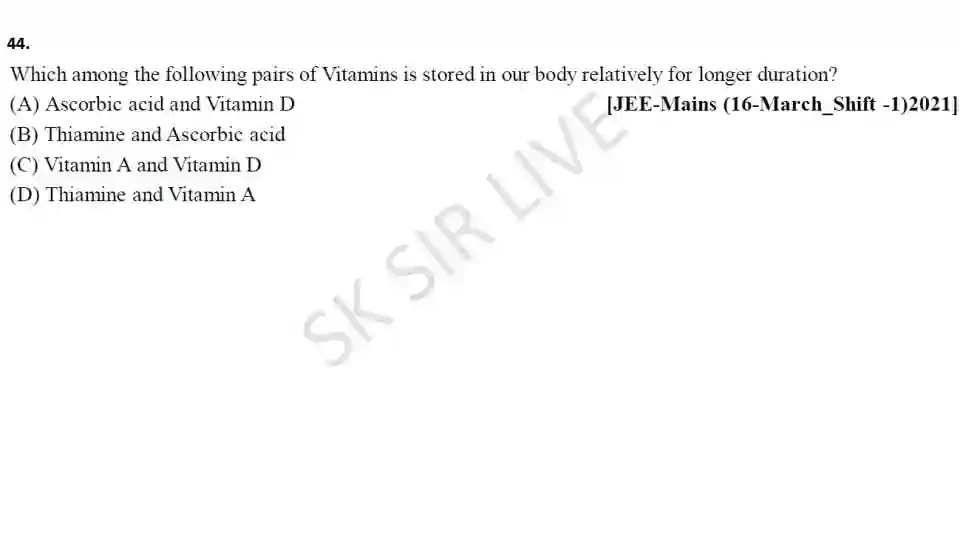 44.
Which among the following pairs of Vitamins is stored in our body relatively for longer duration?
(A) Ascorbic acid and Vitamin D [JEE-Mains (16-March_Shift -1)2021]
(B) Thiamine and Ascorbic acid
(C) Vitamin A and Vitamin D
(D) Thiamine and Vitamin A
SK SIR LIVE